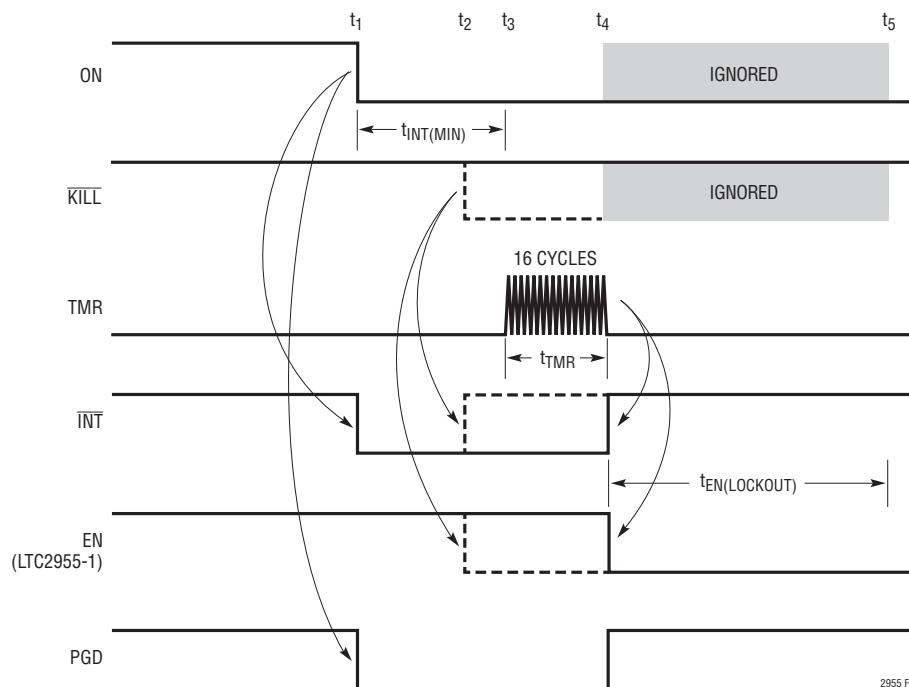 t1 t2 t3 t4 t5
ON
IGNORED
tINT(MIN)
KILL
IGNORED
16 CYCLES
TMR
tTMR
INT
tEN(LOCKOUT)
EN
(LTC2955-1)
PGD
2955 F